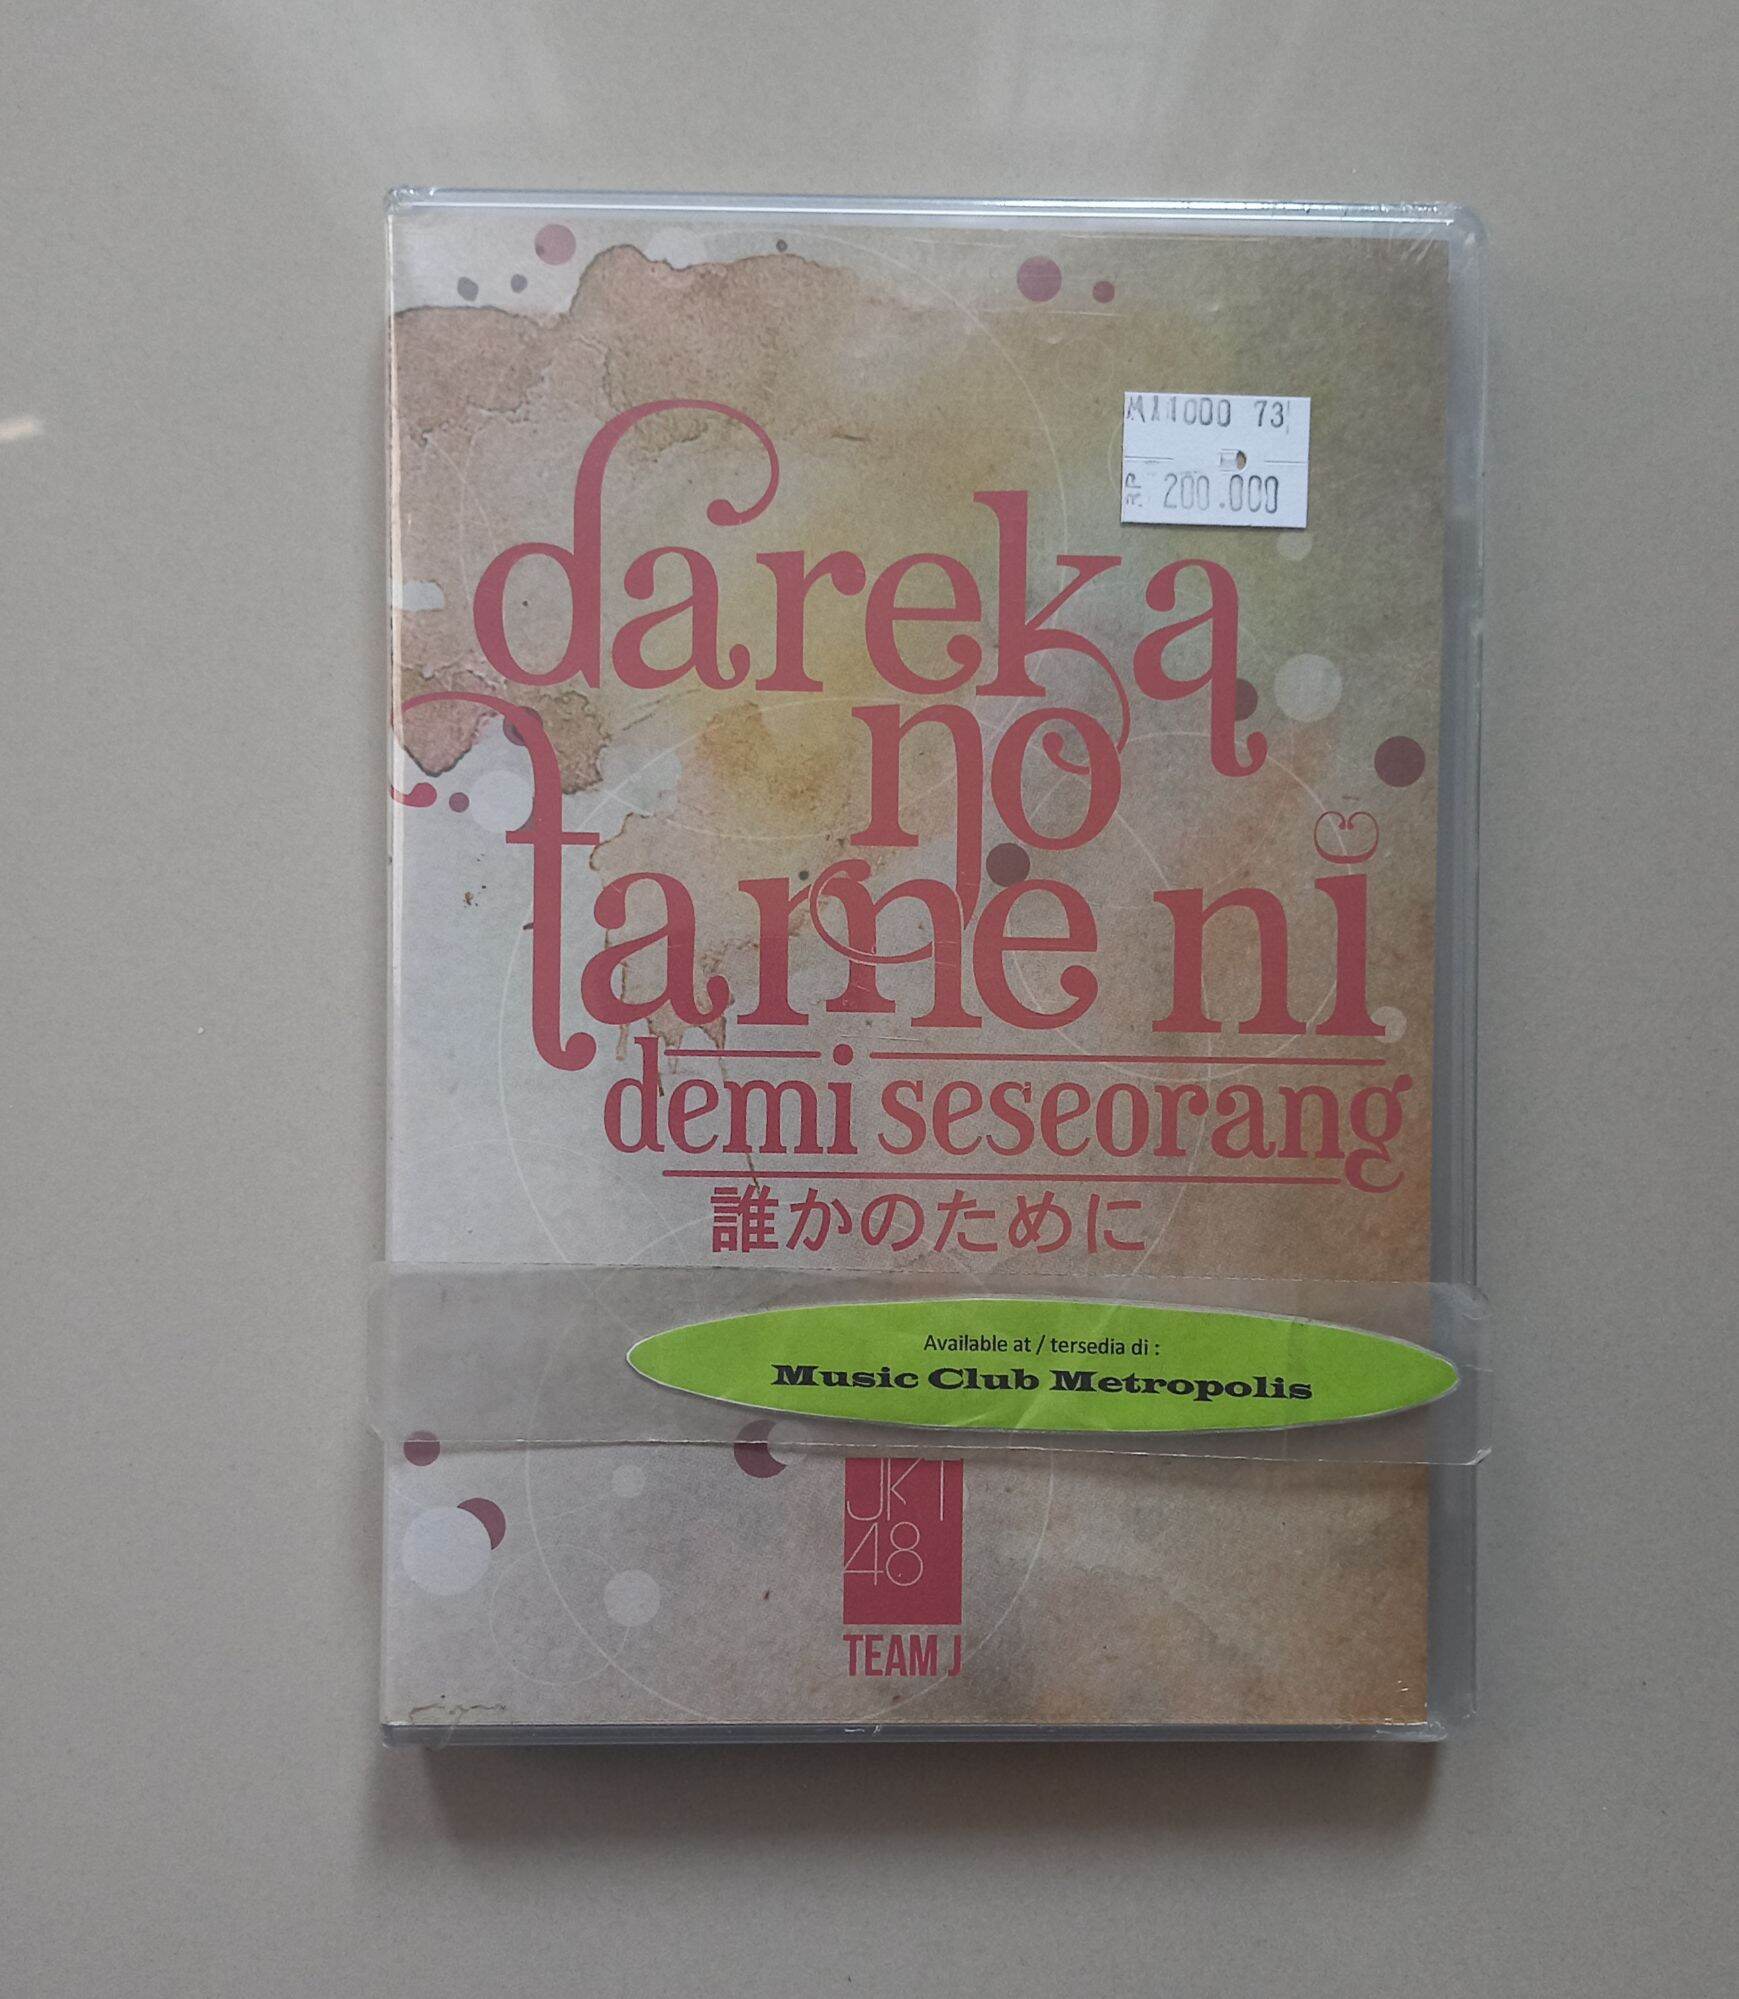 MX1000 73
RP 200.000
dareka
no
tame ni
demi seseorang
誰かのために
Available at / tersedia di :
Music Club Metropolis
JKT
48
TEAM J